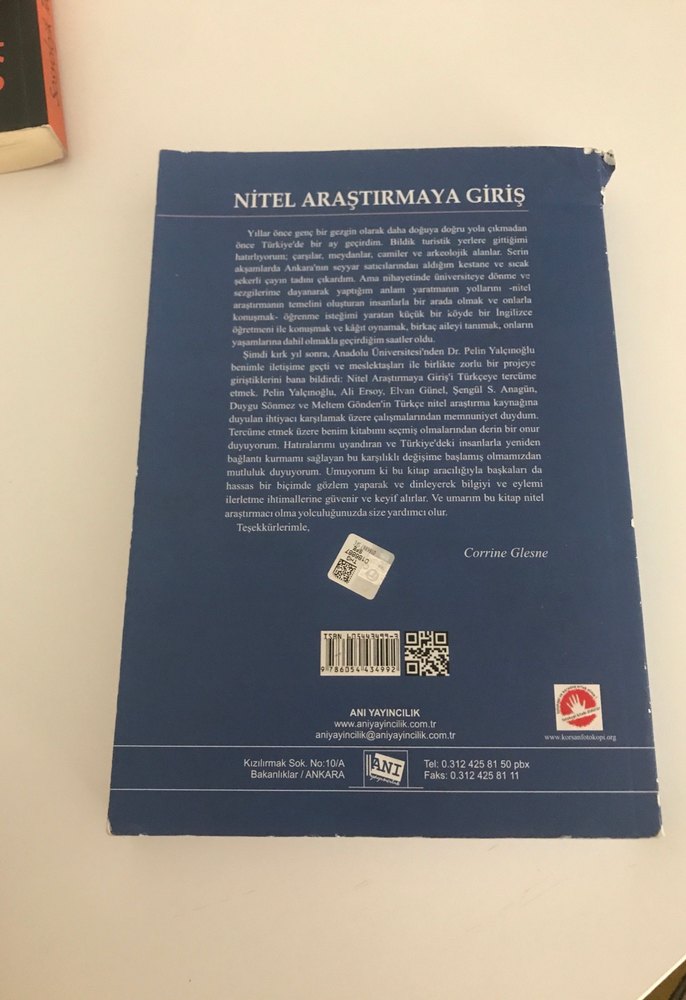 NİTEL ARAŞTIRMAYA GİRİŞ
Yıllar önce genç bir gezgin olarak daha doğuya doğru yola çıkmadan
önce Türkiye'de bir ay geçirdim. Bildik turistik yerlere gittiğimi
hatırlıyorum; çarşılar, meydanlar, camiler ve arkeolojik alanlar. Serin
akşamlarda Ankara'nın seyyar satıcılarından aldığım kestane ve sıcak
şekerli çayın tadını çıkardım. Ama nihayetinde üniversiteye dönme ve
sezgilerime dayanarak yaptığım anlam yaratmanın yollarını -nitel
araştırmanın temelini oluşturan insanlarla bir arada olmak ve onlarla
konuşmak- öğrenme isteğimi yaratan küçük bir köyde bir İngilizce
öğretmeni ile konuşmak ve kâğıt oynamak, birkaç aileyi tanımak, onların
yaşamlarına dahil olmakla geçirdiğim saatler oldu.
Şimdi kırk yıl sonra, Anadolu Üniversitesi'nden Dr. Pelin Yalçınoğlu
benimle iletişime geçti ve meslektaşları ile birlikte zorlu bir projeye
giriştiklerini bana bildirdi: Nitel Araştırmaya Giriş'i Türkçeye tercüme
etmek. Pelin Yalçınoğlu, Ali Ersoy, Elvan Günel, Şengül S. Anagün,
Duygu Sönmez ve Meltem Gönden'in Türkçe nitel araştırma kaynağına
duyulan ihtiyacı karşılamak üzere çalışmalarından memnuniyet duydum.
Tercüme etmek üzere benim kitabımı seçmiş olmalarından derin bir onur
duyuyorum. Hatıralarımı uyandıran ve Türkiye'deki insanlarla yeniden
bağlantı kurmamı sağlayan bu karşılıklı değişime başlamış olmamızdan
mutluluk duyuyorum. Umuyorum ki bu kitap aracılığıyla başkaları da
hassas bir biçimde gözlem yaparak ve dinleyerek bilgiyi ve eylemi
ilerletme ihtimallerine güvenir ve keyif alırlar. Ve umarım bu kitap nitel
araştırmacı olma yolculuğunuzda size yardımcı olur.
Teşekkürlerimle,
Corrine Glesne
ISBN 605443499-3
9 786054 434992
ANI YAYINCILIK
www.aniyayincilik.com.tr
aniyayincilik@aniyayincilik.com.tr
www.korsanfotokopi.org
Kızılırmak Sok. No:10/A
Bakanlıklar / ANKARA
ANI
yayıncılık
Tel: 0.312 425 81 50 pbx
Faks: 0.312 425 81 11